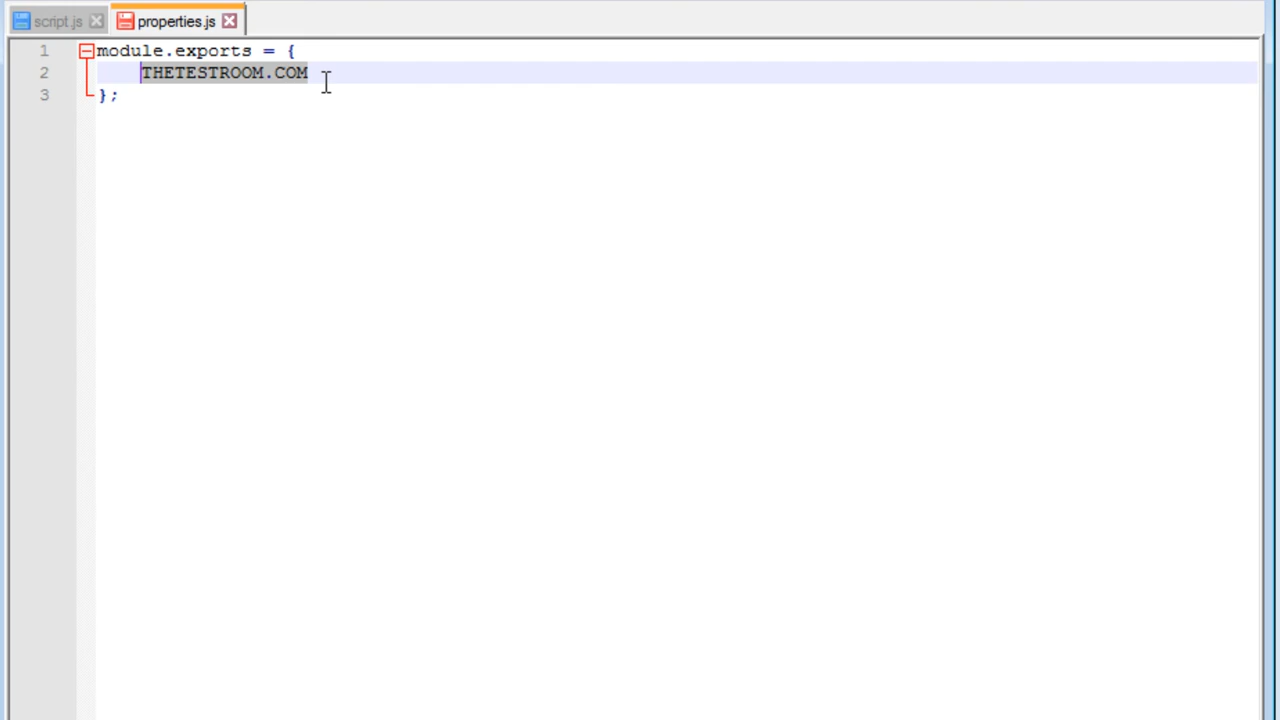 script.js properties.js
1 module.exports = {
2 THETESTROOM.COM
3 };